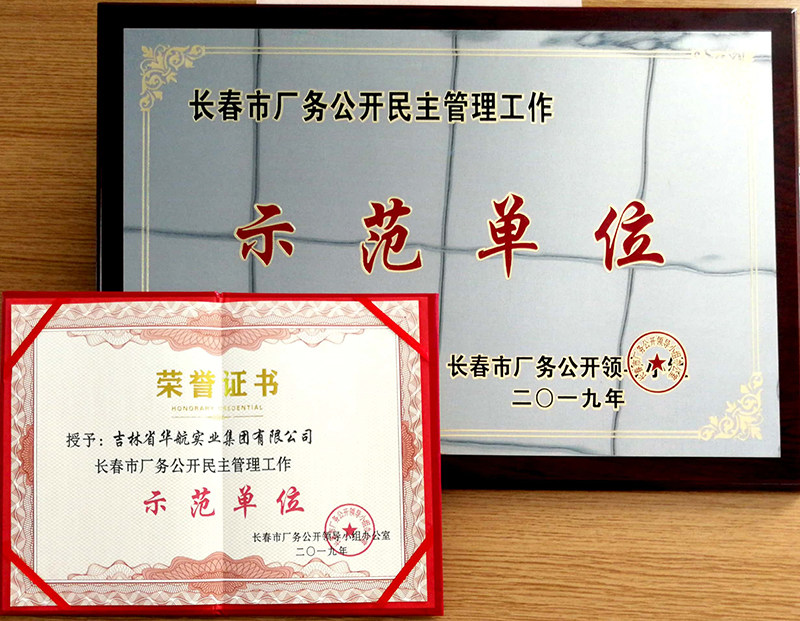 长春市厂务公开民主管理工作
示范单位
长春市厂务公开领导小组
二〇一九年
荣誉证书
HONORARY CREDENTIAL
授予：吉林省华航实业集团有限公司
长春市厂务公开民主管理工作
示范单位
长春市厂务公开领导小组办公室
二〇一九年